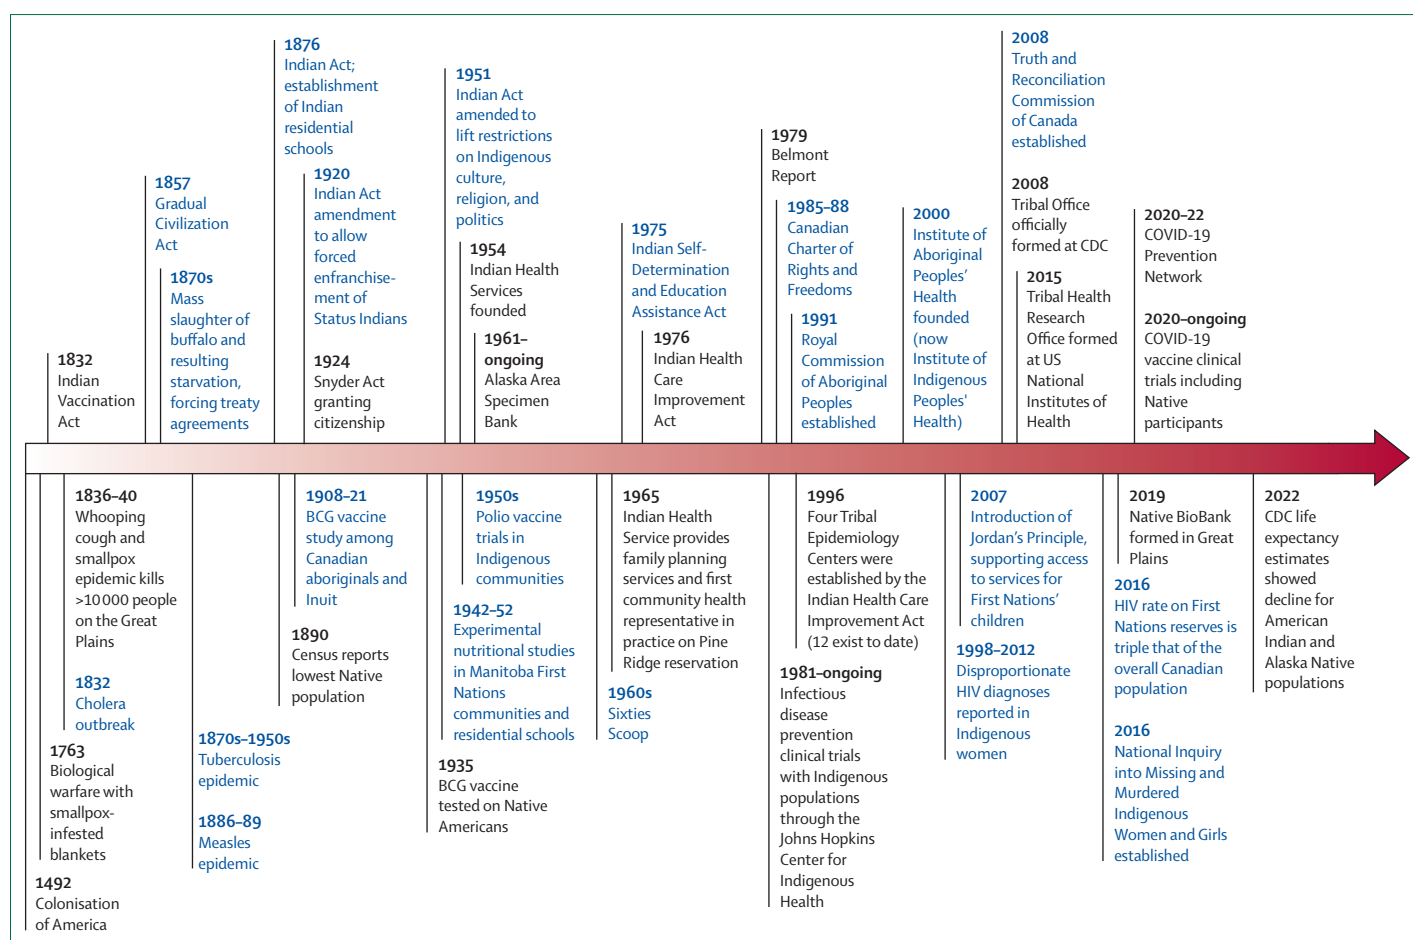 1876
Indian Act;
establishment
of Indian
residential
schools
1857
Gradual
Civilization
Act
1870s
Mass
slaughter of
buffalo and
resulting
starvation,
forcing treaty
agreements
1832
Indian
Vaccination
Act
1920
Indian Act
amendment
to allow
forced
enfranchise-
ment of
Status Indians
1924
Snyder Act
granting
citizenship
1951
Indian Act
amended to
lift restrictions
on Indigenous
culture,
religion, and
politics
1954
Indian Health
Services
founded
1961–
ongoing
Alaska Area
Specimen
Bank
1975
Indian Self-
Determination
and Education
Assistance Act
1976
Indian Health
Care
Improvement
Act
1979
Belmont
Report
1985–88
Canadian
Charter of
Rights and
Freedoms
1991
Royal
Commission
of Aboriginal
Peoples
established
2000
Institute of
Aboriginal
Peoples'
Health
founded
(now
Institute of
Indigenous
Peoples'
Health)
2008
Truth and
Reconciliation
Commission
of Canada
established
2008
Tribal Office
officially
formed at CDC
2015
Tribal Health
Research
Office formed
at US
National
Institutes of
Health
2020–22
COVID-19
Prevention
Network
2020–ongoing
COVID-19
vaccine clinical
trials including
Native
participants
1836–40
Whooping
cough and
smallpox
epidemic kills
>10 000 people
on the Great
Plains
1832
Cholera
outbreak
1763
Biological
warfare with
smallpox-
infested
blankets
1492
Colonisation
of America
1870s–1950s
Tuberculosis
epidemic
1886–89
Measles
epidemic
1908–21
BCG vaccine
study among
Canadian
aboriginals and
Inuit
1890
Census reports
lowest Native
population
1950s
Polio vaccine
trials in
Indigenous
communities
1942–52
Experimental
nutritional studies
in Manitoba First
Nations
communities and
residential schools
1935
BCG vaccine
tested on Native
Americans
1965
Indian Health
Service provides
family planning
services and first
community health
representative in
practice on Pine
Ridge reservation
1960s
Sixties
Scoop
1996
Four Tribal
Epidemiology
Centers were
established by the
Indian Health Care
Improvement Act
(12 exist to date)
1981–ongoing
Infectious
disease
prevention
clinical trials
with Indigenous
populations
through the
Johns Hopkins
Center for
Indigenous
Health
2007
Introduction of
Jordan's Principle,
supporting access
to services for
First Nations'
children
1998–2012
Disproportionate
HIV diagnoses
reported in
Indigenous
women
2019
Native BioBank
formed in Great
Plains
2016
HIV rate on First
Nations reserves is
triple that of the
overall Canadian
population
2016
National Inquiry
into Missing and
Murdered
Indigenous
Women and Girls
established
2022
CDC life
expectancy
estimates
showed
decline for
American
Indian and
Alaska Native
populations